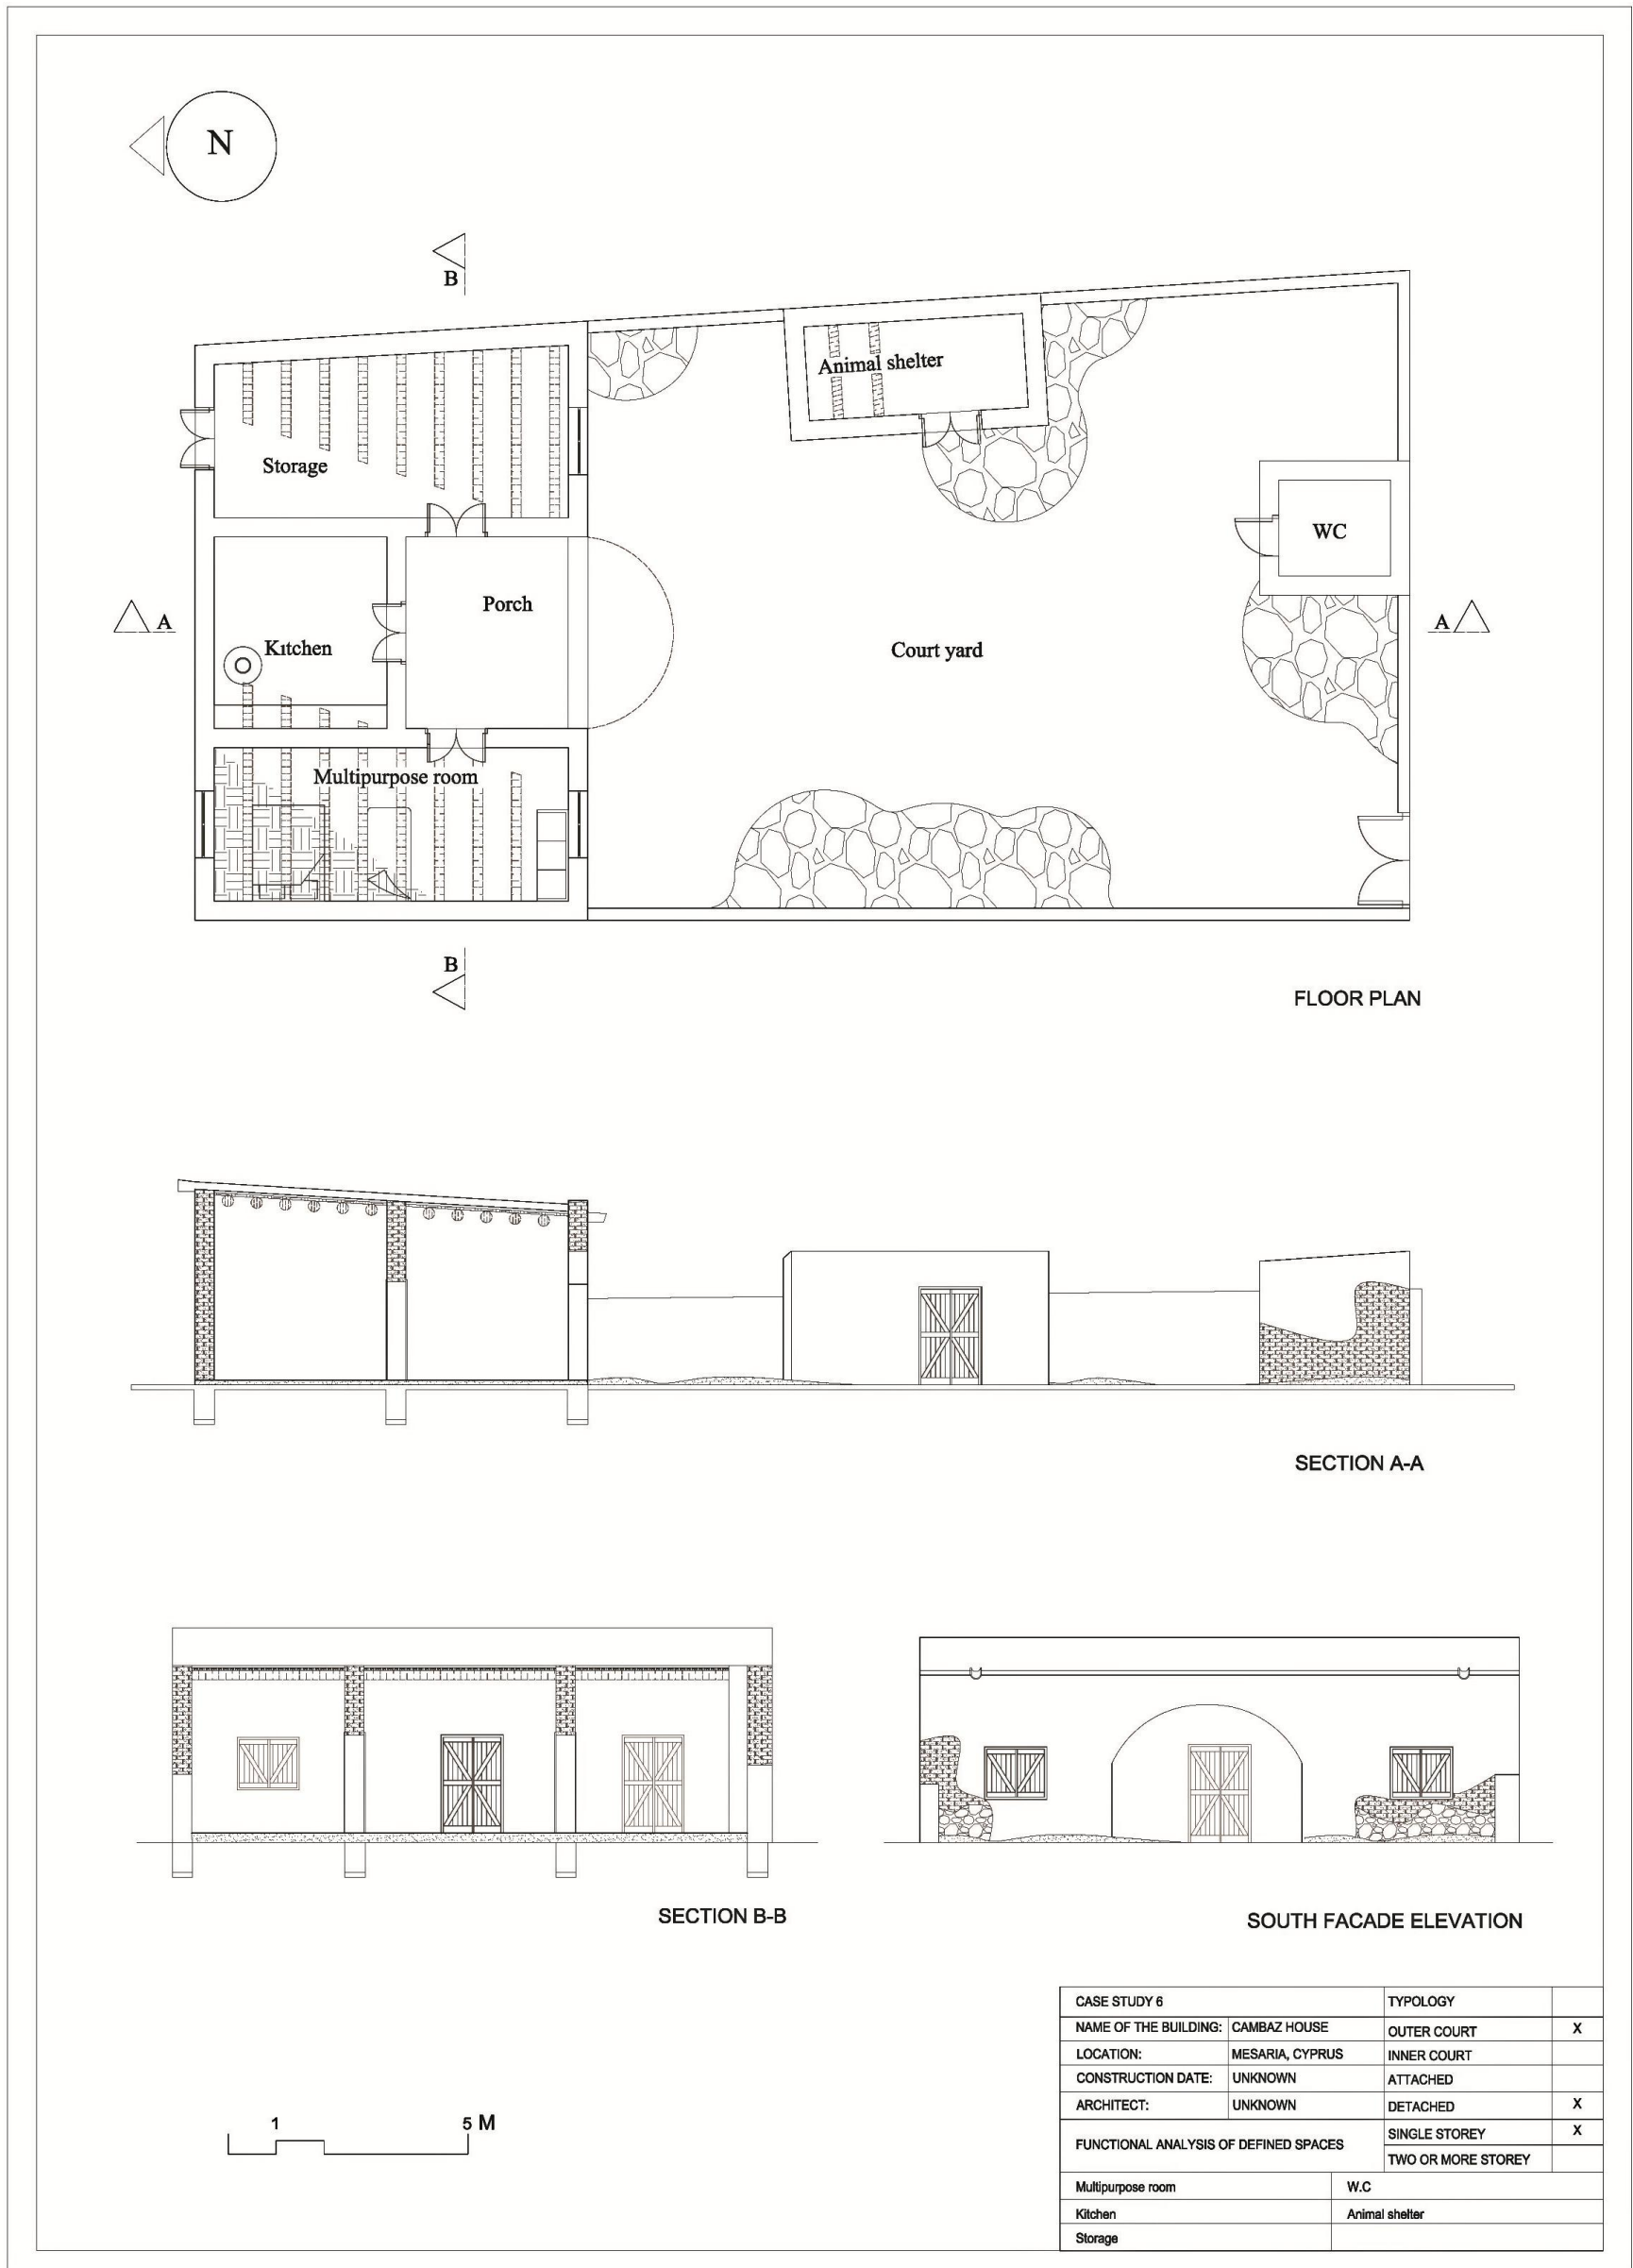 N
B
Animal shelter
Storage
WC
Porch
A
A
Kıtchen
Court yard
Multipurpose room
B
FLOOR PLAN
SECTION A-A
SECTION B-B
SOUTH FACADE ELEVATION
CASE STUDY 6 TYPOLOGY
NAME OF THE BUILDING: CAMBAZ HOUSE OUTER COURT X
LOCATION: MESARIA, CYPRUS INNER COURT
CONSTRUCTION DATE: UNKNOWN ATTACHED
ARCHITECT: UNKNOWN DETACHED X
FUNCTIONAL ANALYSIS OF DEFINED SPACES SINGLE STOREY X
TWO OR MORE STOREY
Multipurpose room W.C
Kitchen Animal shelter
Storage
1 5 M